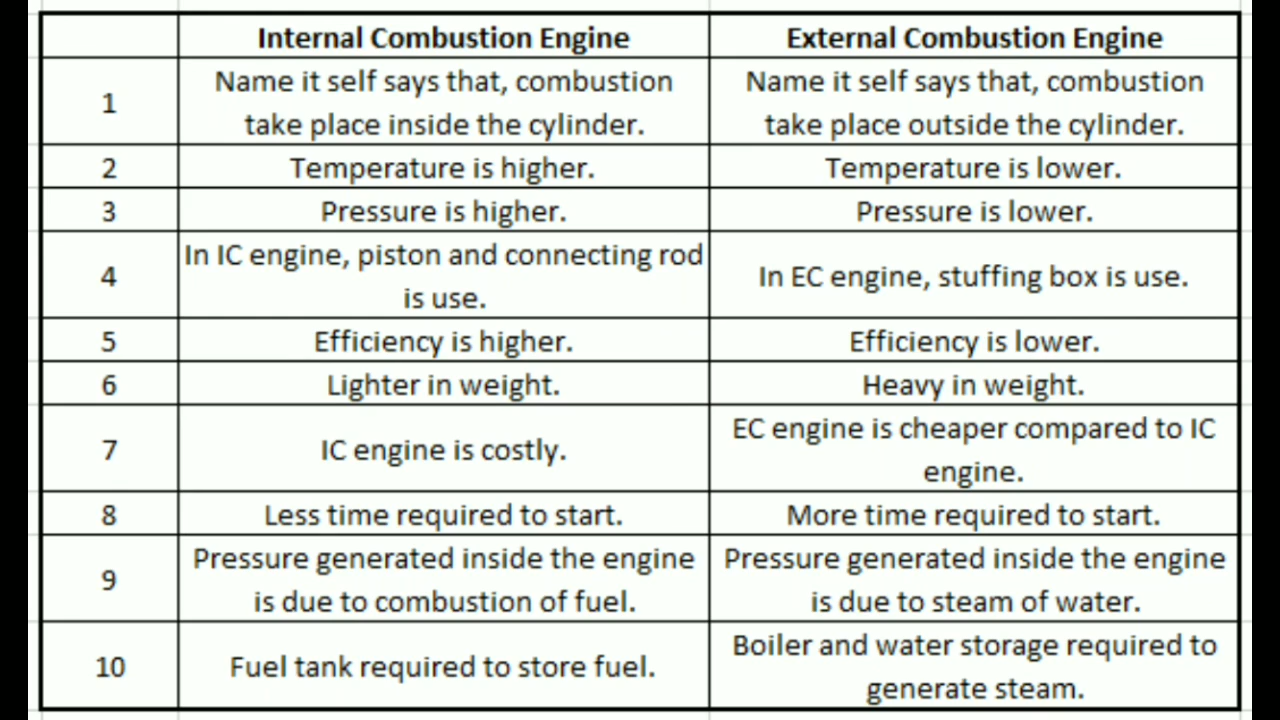 Internal Combustion Engine External Combustion Engine
1 Name it self says that, combustion take place inside the cylinder. Name it self says that, combustion take place outside the cylinder.
2 Temperature is higher. Temperature is lower.
3 Pressure is higher. Pressure is lower.
4 In IC engine, piston and connecting rod is use. In EC engine, stuffing box is use.
5 Efficiency is higher. Efficiency is lower.
6 Lighter in weight. Heavy in weight.
7 IC engine is costly. EC engine is cheaper compared to IC engine.
8 Less time required to start. More time required to start.
9 Pressure generated inside the engine is due to combustion of fuel. Pressure generated inside the engine is due to steam of water.
10 Fuel tank required to store fuel. Boiler and water storage required to generate steam.